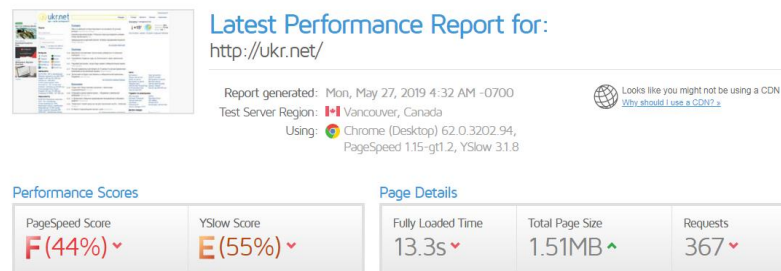 ukr.net
Latest Performance Report for:
http://ukr.net/
Report generated: Mon, May 27, 2019 4:32 AM -0700
Test Server Region: Vancouver, Canada
Using: Chrome (Desktop) 62.0.3202.94,
PageSpeed 1.15-gt1.2, YSlow 3.1.8
Looks like you might not be using a CDN
Why should I use a CDN? »
Performance Scores
Page Details
PageSpeed Score
F (44%)
YSlow Score
E (55%)
Fully Loaded Time
13.3s
Total Page Size
1.51MB
Requests
367